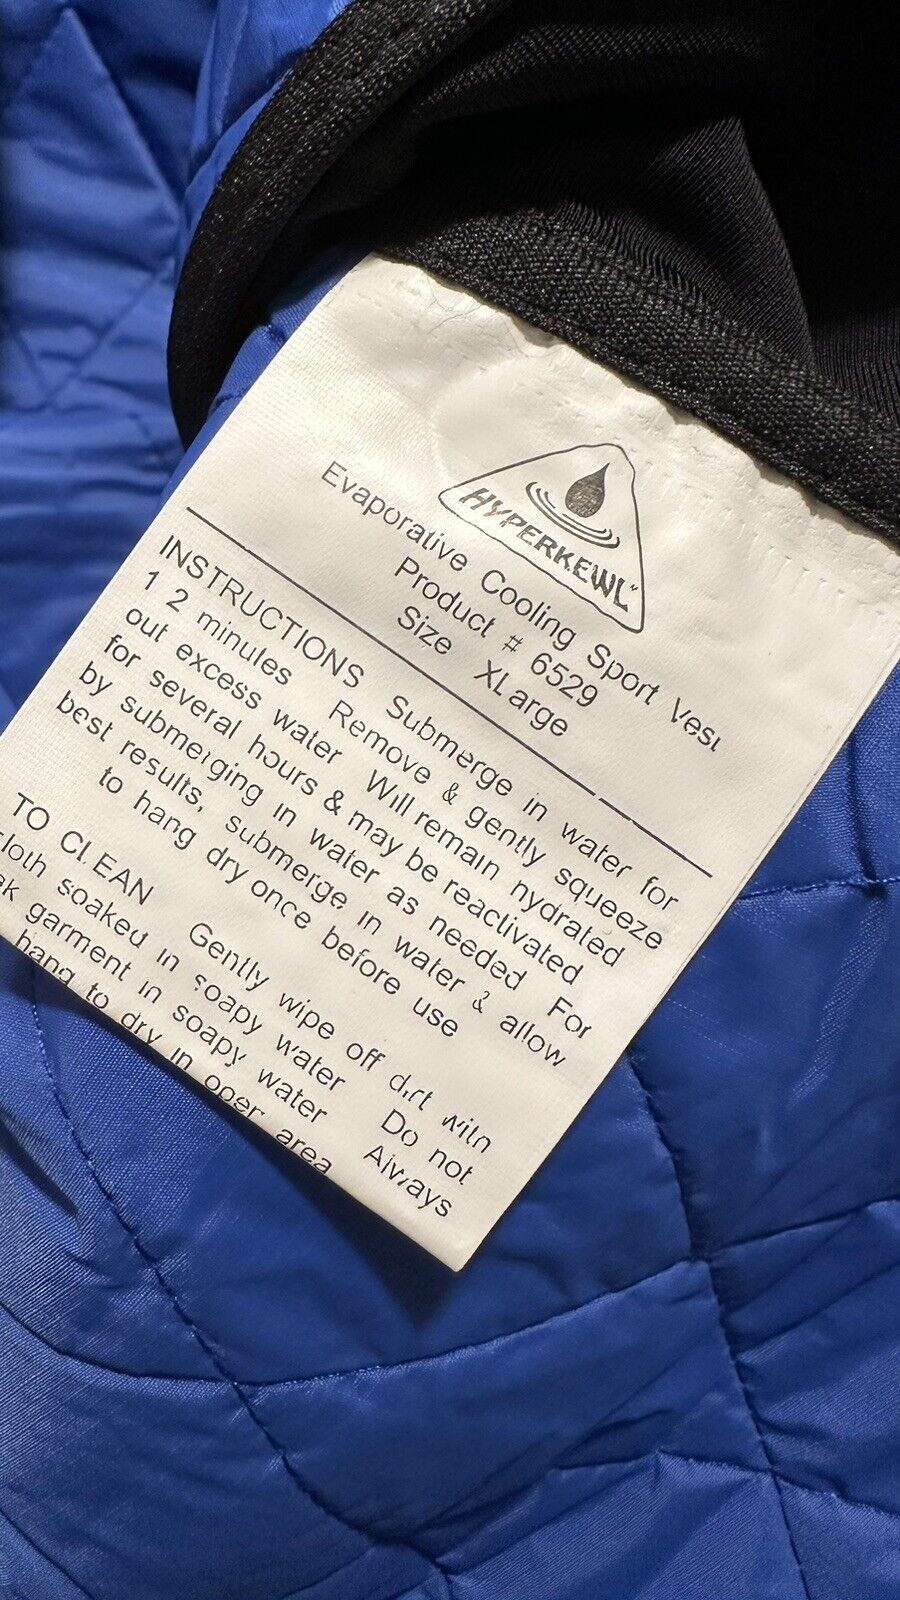 HYPERKEWL
Evaporative Cooling Sport Vest
Product # 6529
Size XLarge
INSTRUCTIONS Submerge in water for
1 2 minutes Remove & gently squeeze
out excess water Will remain hydrated
for several hours & may be reactivated
by submerging in water as needed For
best results, submerge in water & allow
to hang dry once before use
TO CLEAN Gently wipe off dirt with
cloth soaked in soapy water Do not
garment in soapy water Always
hang to dry in open area